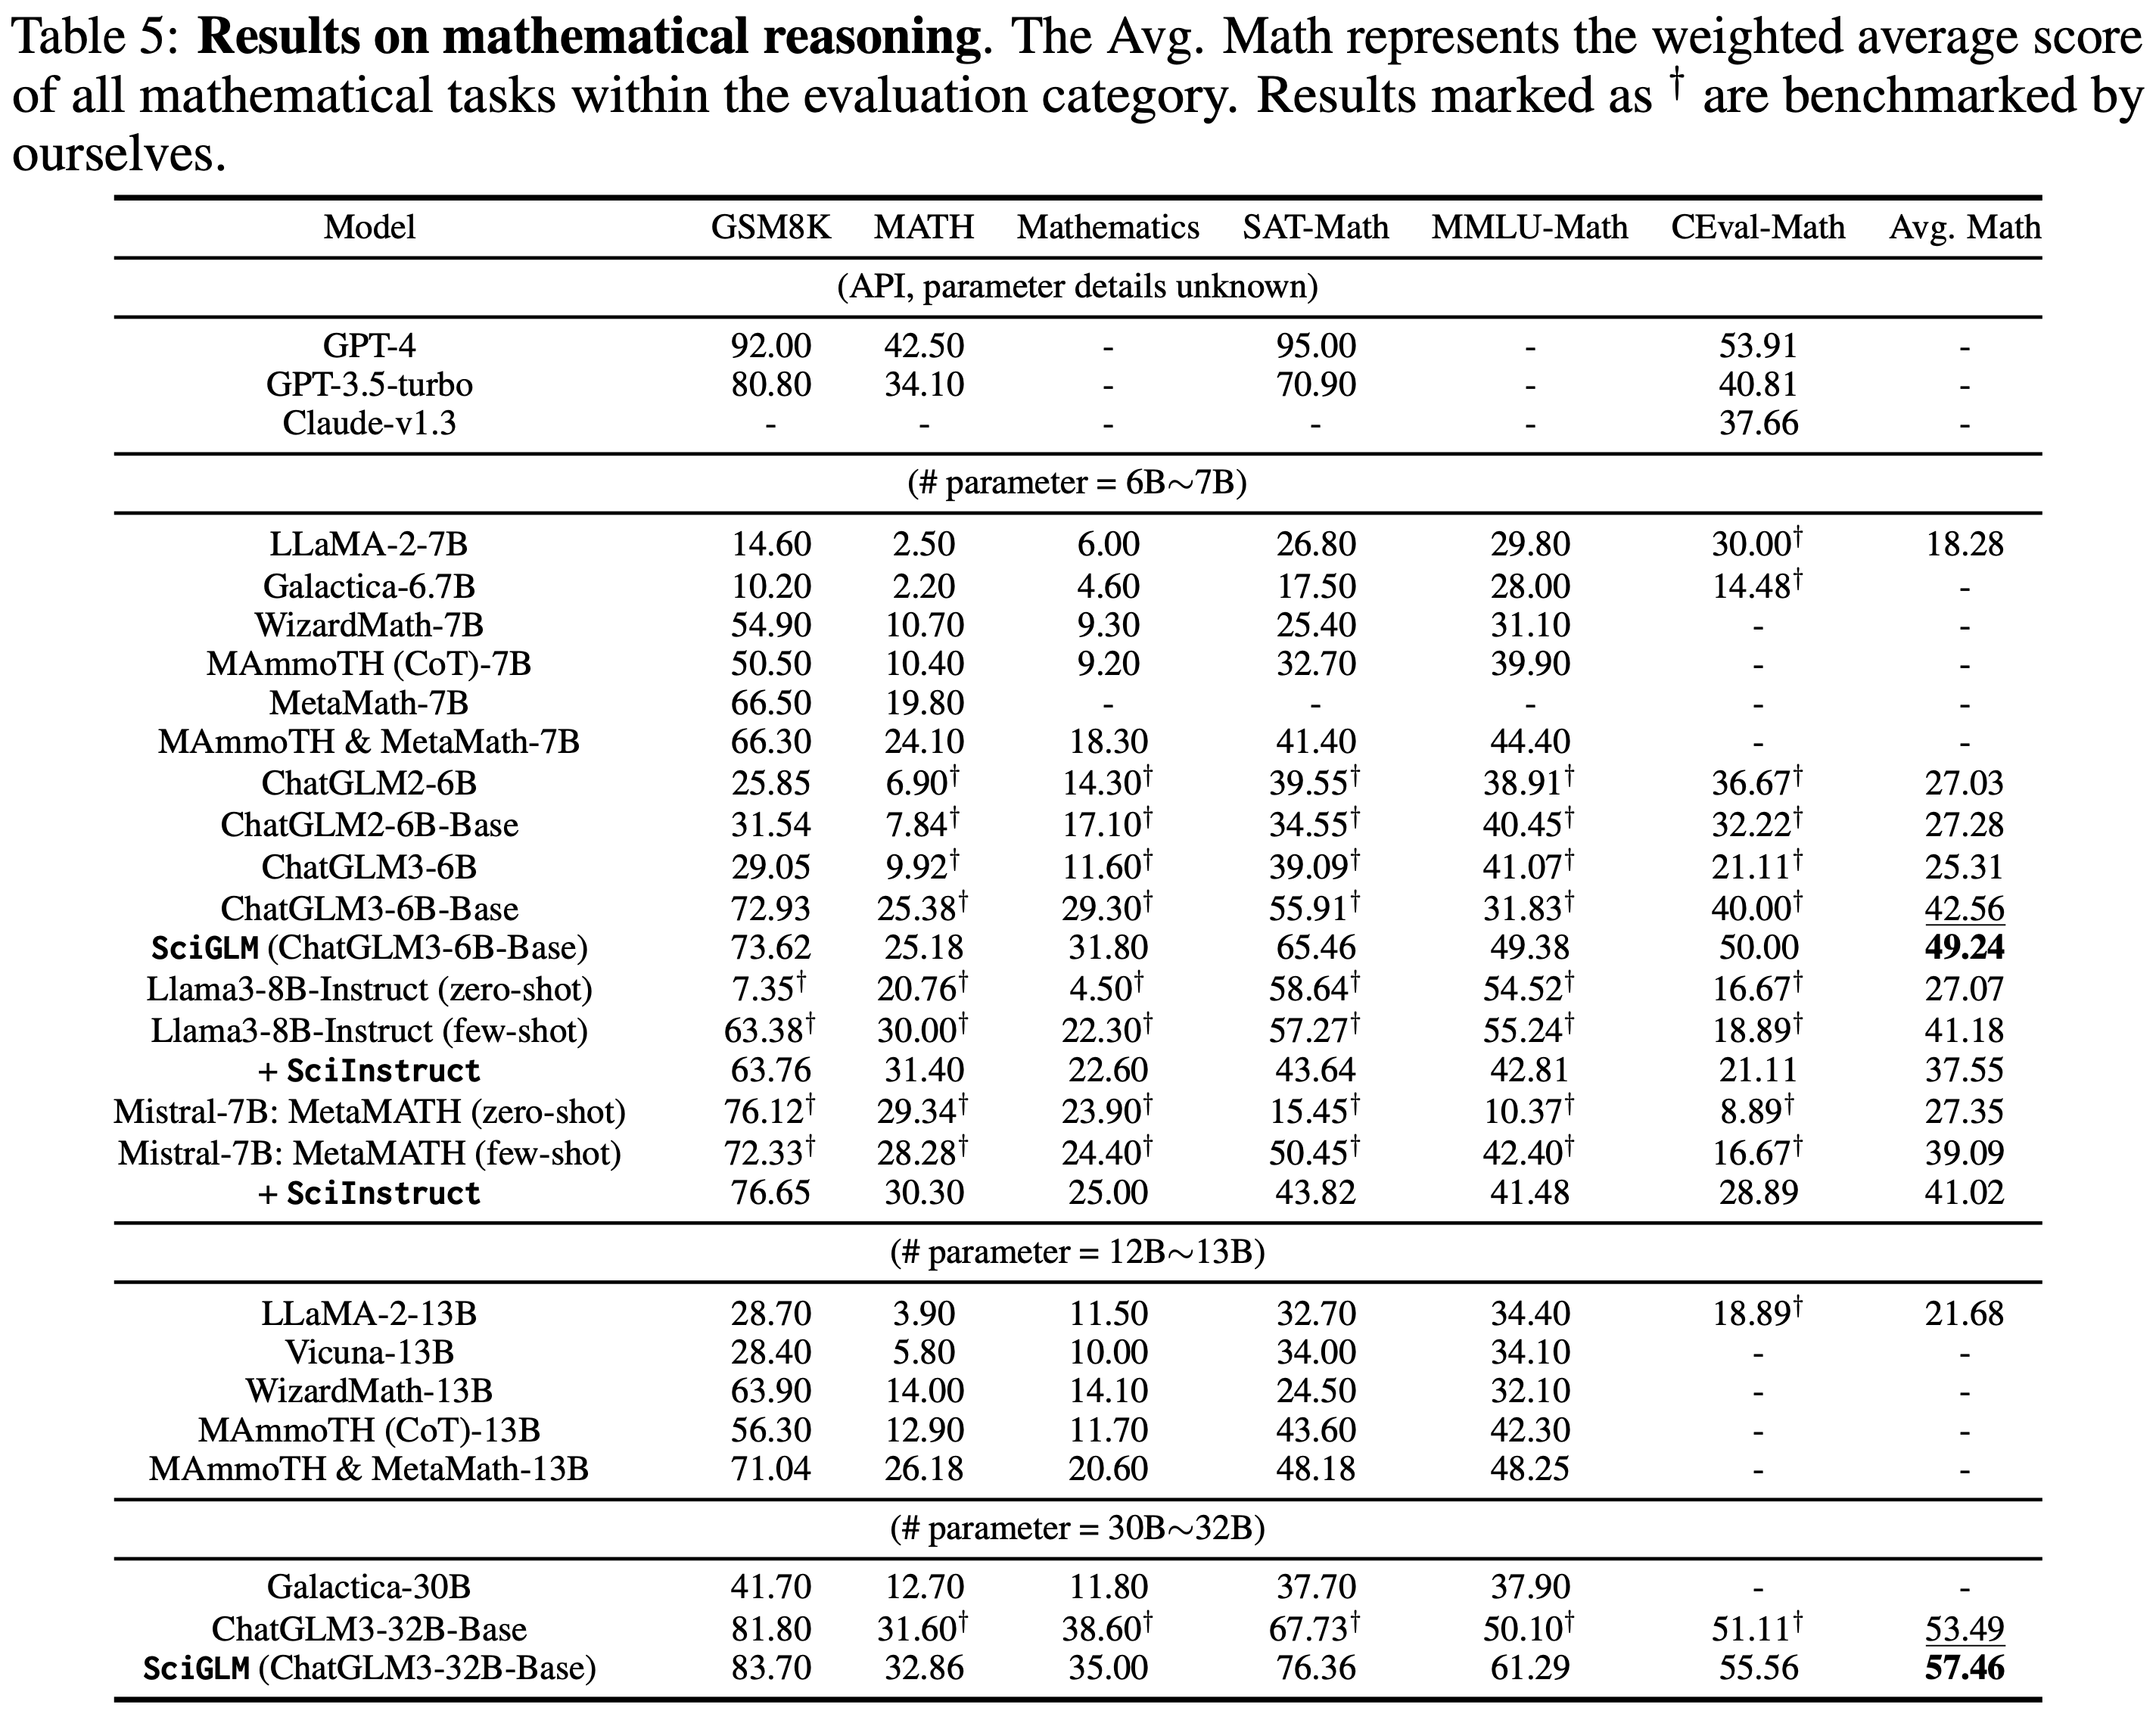 Table 5: Results on mathematical reasoning. The Avg. Math represents the weighted average score
of all mathematical tasks within the evaluation category. Results marked as † are benchmarked by
ourselves.
Model GSM8K MATH Mathematics SAT-Math MMLU-Math CEval-Math Avg. Math
(API, parameter details unknown)
GPT-4 92.00 42.50 - 95.00 - 53.91 -
GPT-3.5-turbo 80.80 34.10 - 70.90 - 40.81 -
Claude-v1.3 - - - - - 37.66 -
(# parameter = 6B∼7B)
LLaMA-2-7B 14.60 2.50 6.00 26.80 29.80 30.00† 18.28
Galactica-6.7B 10.20 2.20 4.60 17.50 28.00 14.48† -
WizardMath-7B 54.90 10.70 9.30 25.40 31.10 - -
MAmmoTH (CoT)-7B 50.50 10.40 9.20 32.70 39.90 - -
MetaMath-7B 66.50 19.80 - - - - -
MAmmoTH & MetaMath-7B 66.30 24.10 18.30 41.40 44.40 - -
ChatGLM2-6B 25.85 6.90† 14.30† 39.55† 38.91† 36.67† 27.03
ChatGLM2-6B-Base 31.54 7.84† 17.10† 34.55† 40.45† 32.22† 27.28
ChatGLM3-6B 29.05 9.92† 11.60† 39.09† 41.07† 21.11† 25.31
ChatGLM3-6B-Base 72.93 25.38† 29.30† 55.91† 31.83† 40.00† 42.56
SciGLM (ChatGLM3-6B-Base) 73.62 25.18 31.80 65.46 49.38 50.00 49.24
Llama3-8B-Instruct (zero-shot) 7.35† 20.76† 4.50† 58.64† 54.52† 16.67† 27.07
Llama3-8B-Instruct (few-shot) 63.38† 30.00† 22.30† 57.27† 55.24† 18.89† 41.18
+ SciInstruct 63.76 31.40 22.60 43.64 42.81 21.11 37.55
Mistral-7B: MetaMATH (zero-shot) 76.12† 29.34† 23.90† 15.45† 10.37† 8.89† 27.35
Mistral-7B: MetaMATH (few-shot) 72.33† 28.28† 24.40† 50.45† 42.40† 16.67† 39.09
+ SciInstruct 76.65 30.30 25.00 43.82 41.48 28.89 41.02
(# parameter = 12B∼13B)
LLaMA-2-13B 28.70 3.90 11.50 32.70 34.40 18.89† 21.68
Vicuna-13B 28.40 5.80 10.00 34.00 34.10 - -
WizardMath-13B 63.90 14.00 14.10 24.50 32.10 - -
MAmmoTH (CoT)-13B 56.30 12.90 11.70 43.60 42.30 - -
MAmmoTH & MetaMath-13B 71.04 26.18 20.60 48.18 48.25 - -
(# parameter = 30B∼32B)
Galactica-30B 41.70 12.70 11.80 37.70 37.90 - -
ChatGLM3-32B-Base 81.80 31.60† 38.60† 67.73† 50.10† 51.11† 53.49
SciGLM (ChatGLM3-32B-Base) 83.70 32.86 35.00 76.36 61.29 55.56 57.46